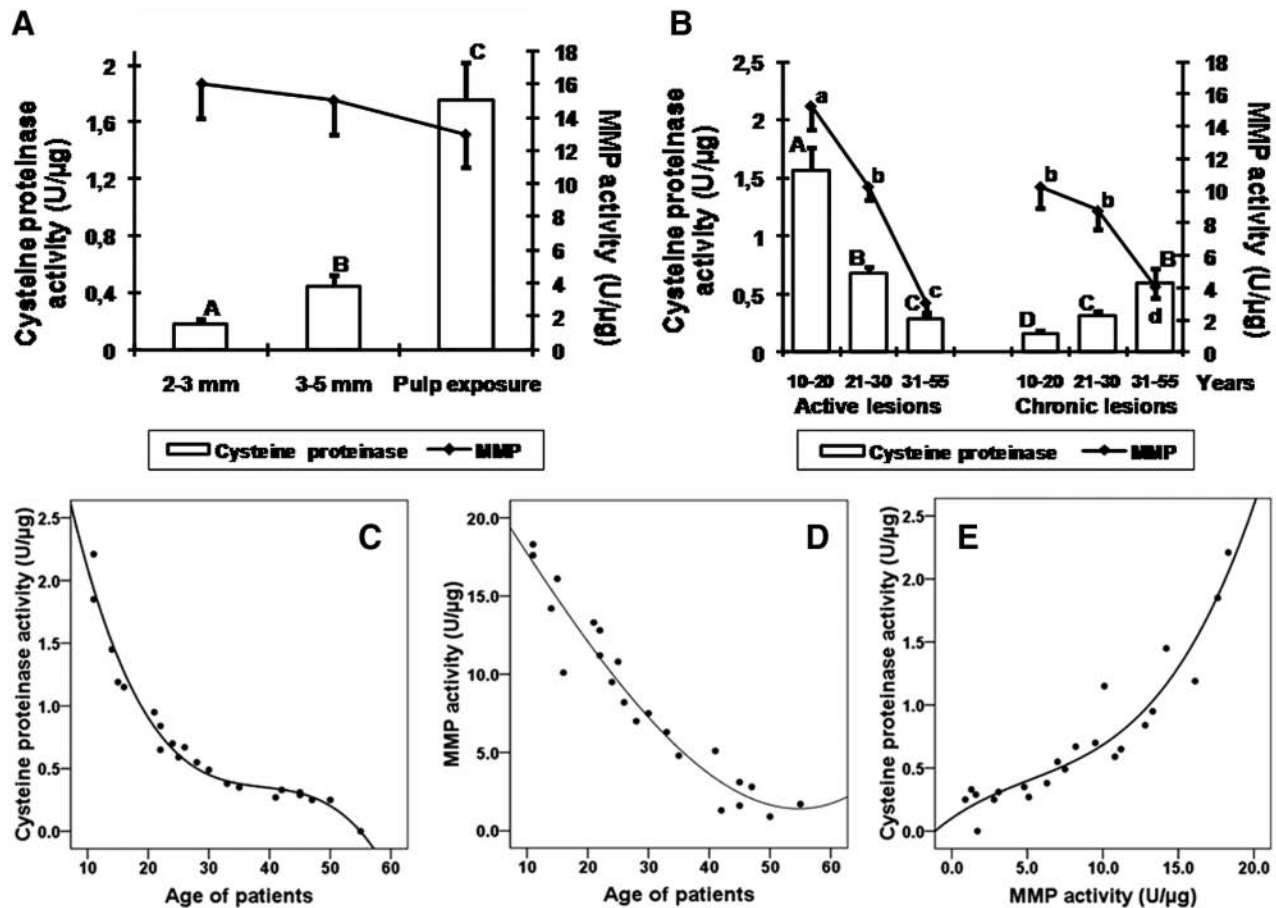 A
Cysteine proteinase
activity (U/µg)
2
1,6
1,2
0,8
0,4
0
C
B
A
18
16
14
12
10
8
6
4
2
0
MMP activity (U/µg)
2-3 mm 3-5 mm Pulp exposure
Cysteine proteinase MMP
B
Cysteine proteinase
activity (U/µg)
2,5
2
1,5
1
0,5
0
a
A
b
B
c
C
b
b
B
D
C
d
18
16
14
12
10
8
6
4
2
0
MMP activity (U/µg)
10-20 21-30 31-55 10-20 21-30 31-55 Years
Active lesions Chronic lesions
Cysteine proteinase MMP
C
Cysteine proteinase activity (U/µg)
2.5
2.0
1.5
1.0
0.5
0.0
10 20 30 40 50 60
Age of patients
D
MMP activity (U/µg)
20.0
15.0
10.0
5.0
0.0
10 20 30 40 50 60
Age of patients
E
Cysteine proteinase activity (U/µg)
2.5
2.0
1.5
1.0
0.5
0.0
0.0 5.0 10.0 15.0 20.0
MMP activity (U/µg)